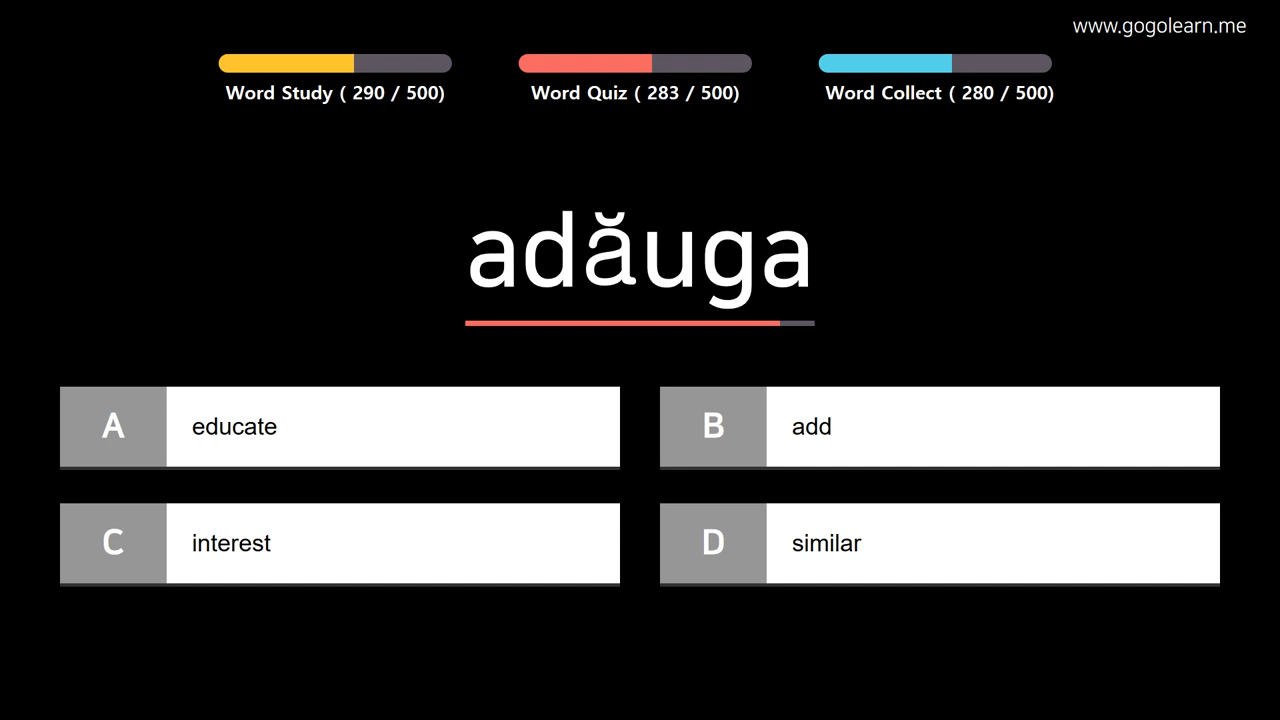 www.gogolearn.me
Word Study ( 290 / 500)
Word Quiz ( 283 / 500)
Word Collect ( 280 / 500)
adăuga
A educate
B add
C interest
D similar